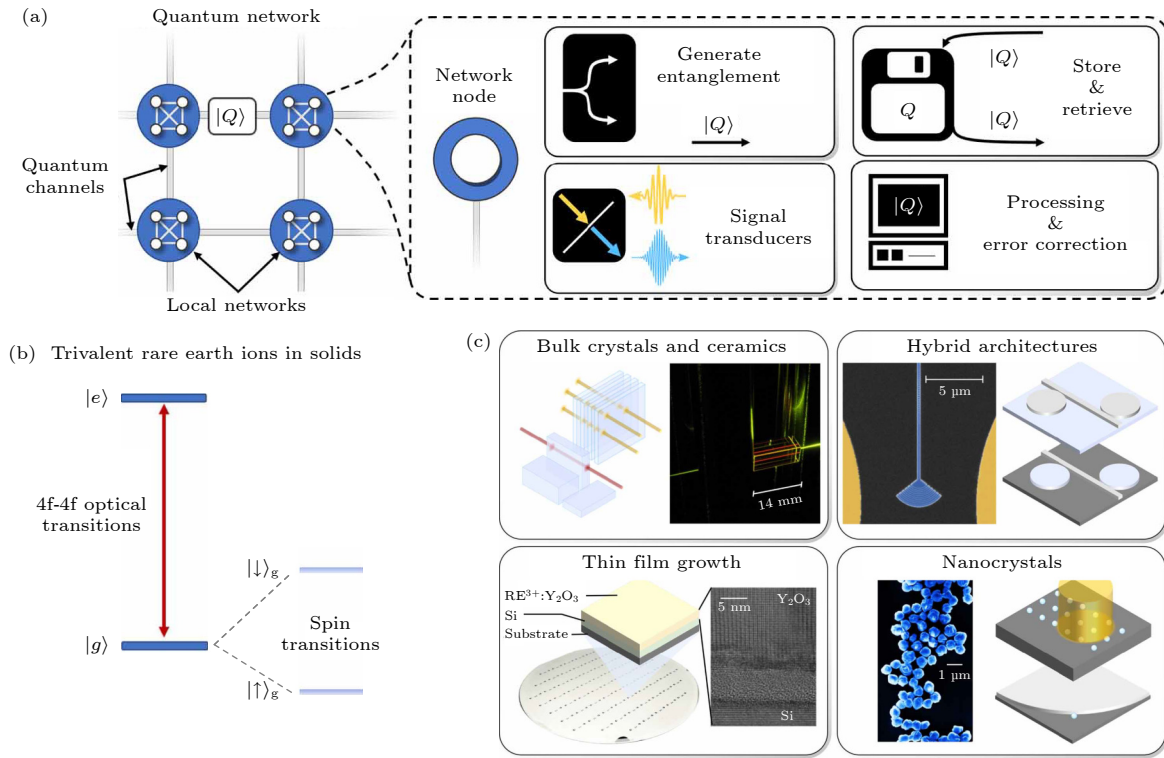 (a)
Quantum network
|Q⟩
Quantum
channels
Local networks
Network
node
Generate
entanglement
|Q⟩
Q
|Q⟩
|Q⟩
Store
&
retrieve
Signal
transducers
|Q⟩
Processing
&
error correction
(b) Trivalent rare earth ions in solids
|e⟩
4f-4f optical
transitions
|g⟩
|↓⟩g
Spin
transitions
|↑⟩g
(c)
Bulk crystals and ceramics
14 mm
Hybrid architectures
5 µm
Thin film growth
RE³⁺:Y₂O₃
Si
Substrate
5 nm
Y₂O₃
Si
Nanocrystals
1 µm